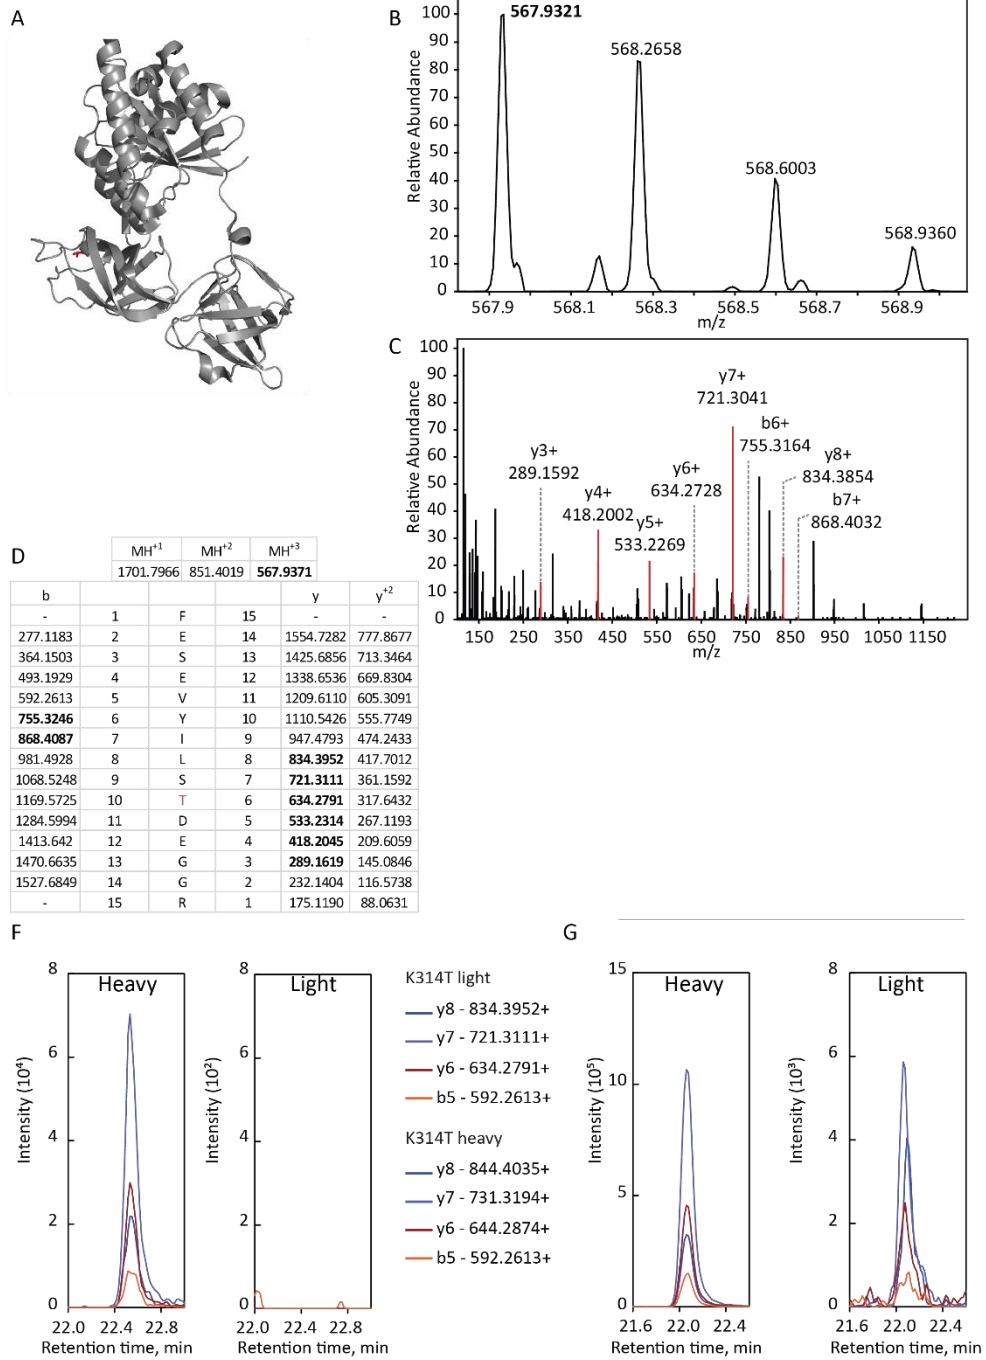 A
B
Relative Abundance
100
90
80
70
60
50
40
30
20
10
0
567.9321
568.2658
568.6003
568.9360
567.9 568.1 568.3 568.5 568.7 568.9
m/z
C
Relative Abundance
100
90
80
70
60
50
40
30
20
10
0
y3+
289.1592
y4+
418.2002
y5+
533.2269
y6+
634.2728
y7+
721.3041
b6+
755.3164
y8+
834.3854
b7+
868.4032
150 250 350 450 550 650 750 850 950 1050 1150
m/z
D
MH+1 MH+2 MH+3
1701.7966 851.4019 567.9371
b y y+2
- 1 F 15 - -
277.1183 2 E 14 1554.7282 777.8677
364.1503 3 S 13 1425.6856 713.3464
493.1929 4 E 12 1338.6536 669.8304
592.2613 5 V 11 1209.6110 605.3091
755.3246 6 Y 10 1110.5426 555.7749
868.4087 7 I 9 947.4793 474.2433
981.4928 8 L 8 834.3952 417.7012
1068.5248 9 S 7 721.3111 361.1592
1169.5725 10 T 6 634.2791 317.6432
1284.5994 11 D 5 533.2314 267.1193
1413.642 12 E 4 418.2045 209.6059
1470.6635 13 G 3 289.1619 145.0846
1527.6849 14 G 2 232.1404 116.5738
- 15 R 1 175.1190 88.0631
F
Heavy
Intensity (10⁴)
8
6
4
2
0
22.0 22.4 22.8
Retention time, min
Light
Intensity (10²)
8
6
4
2
0
22.0 22.4 22.8
Retention time, min
K314T light
y8 - 834.3952+
y7 - 721.3111+
y6 - 634.2791+
b5 - 592.2613+
K314T heavy
y8 - 844.4035+
y7 - 731.3194+
y6 - 644.2874+
b5 - 592.2613+
G
Heavy
Intensity (10⁵)
15
10
5
0
21.6 22.0 22.4
Retention time, min
Light
Intensity (10³)
8
6
4
2
0
21.6 22.0 22.4
Retention time, min